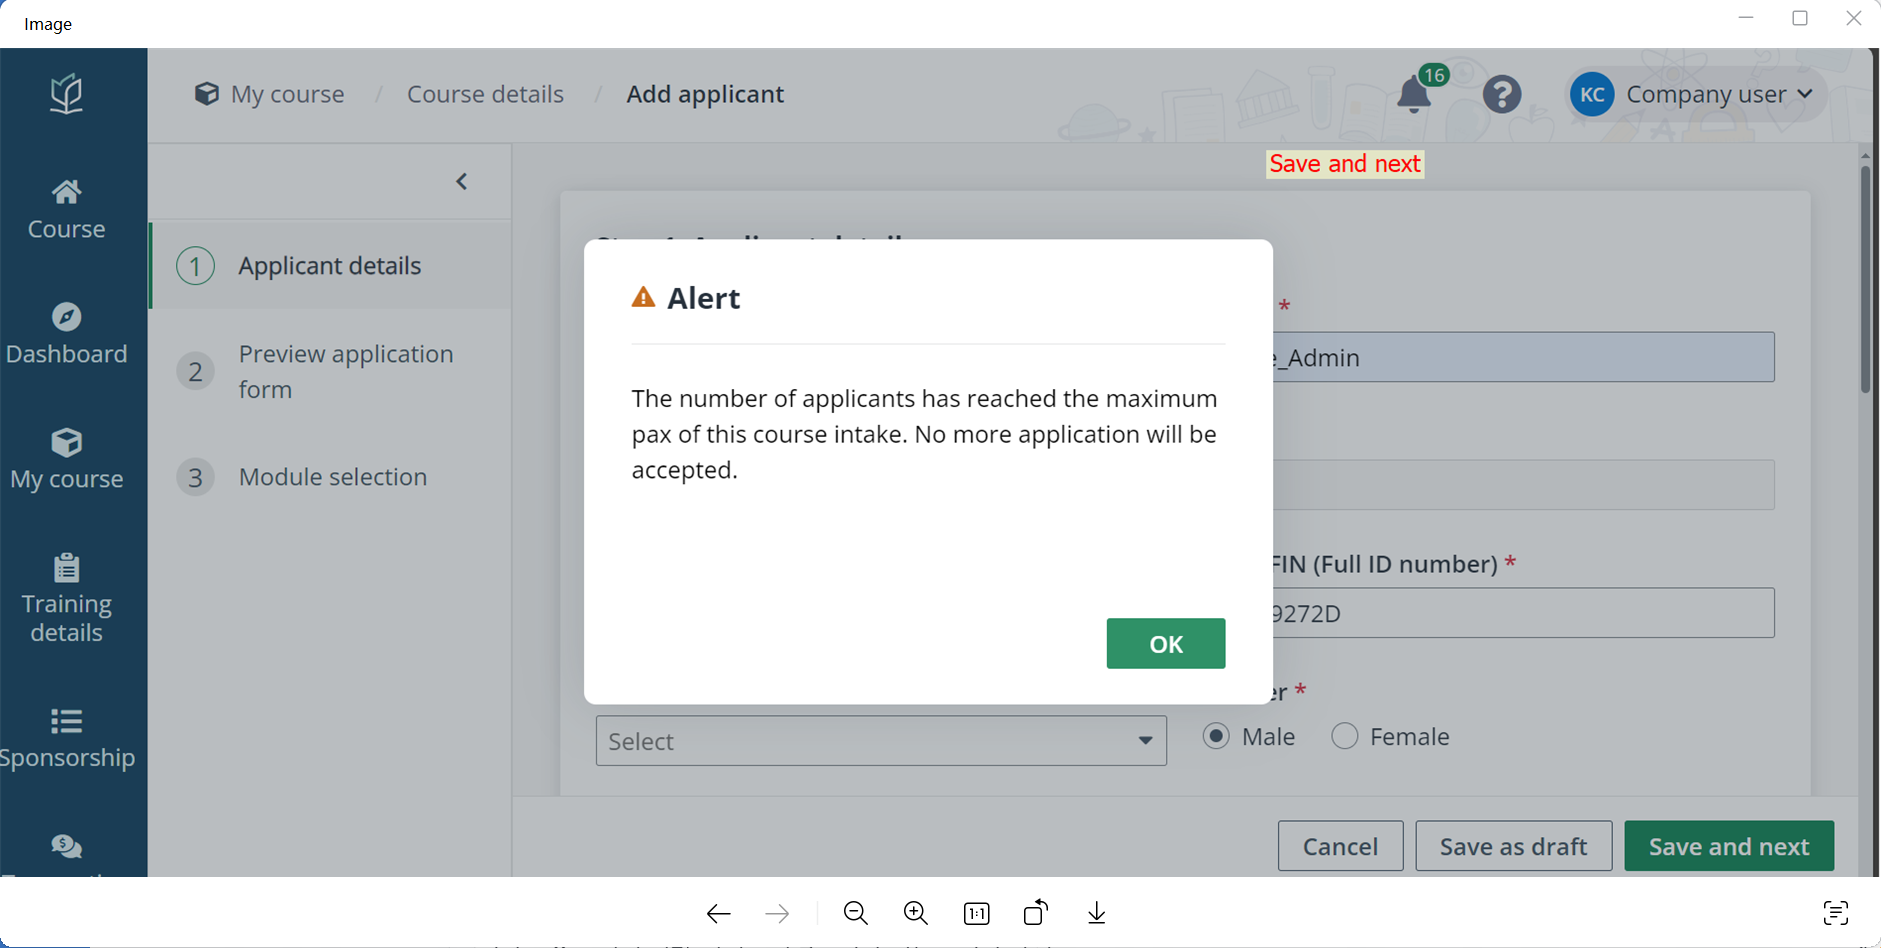 Image
My course / Course details / Add applicant
16
?
KC Company user
Save and next
Course
Dashboard
My course
Training
details
Sponsorship
1 Applicant details
2 Preview application
form
3 Module selection
Alert
The number of applicants has reached the maximum
pax of this course intake. No more application will be
accepted.
OK
*
_Admin
FIN (Full ID number) *
9272D
er *
Select
Male
Female
Cancel
Save as draft
Save and next
1:1